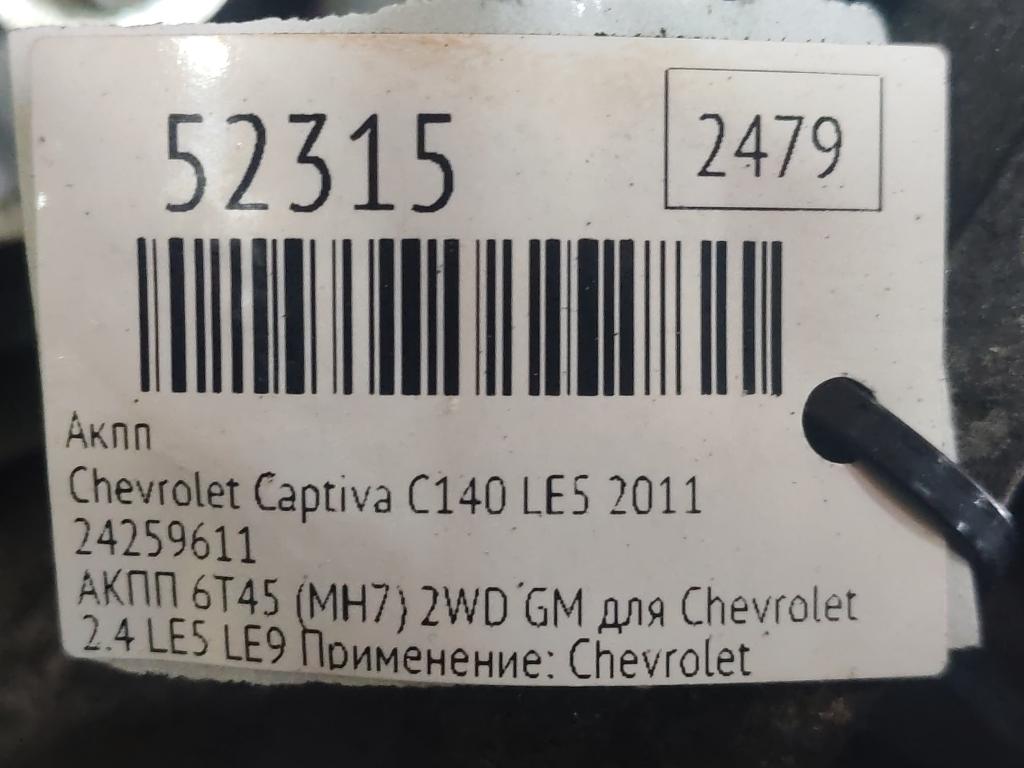 52315
2479
Акпп
Chevrolet Captiva C140 LE5 2011
24259611
АКПП 6T45 (MH7) 2WD GM для Chevrolet
2.4 LE5 LE9 Применение: Chevrolet